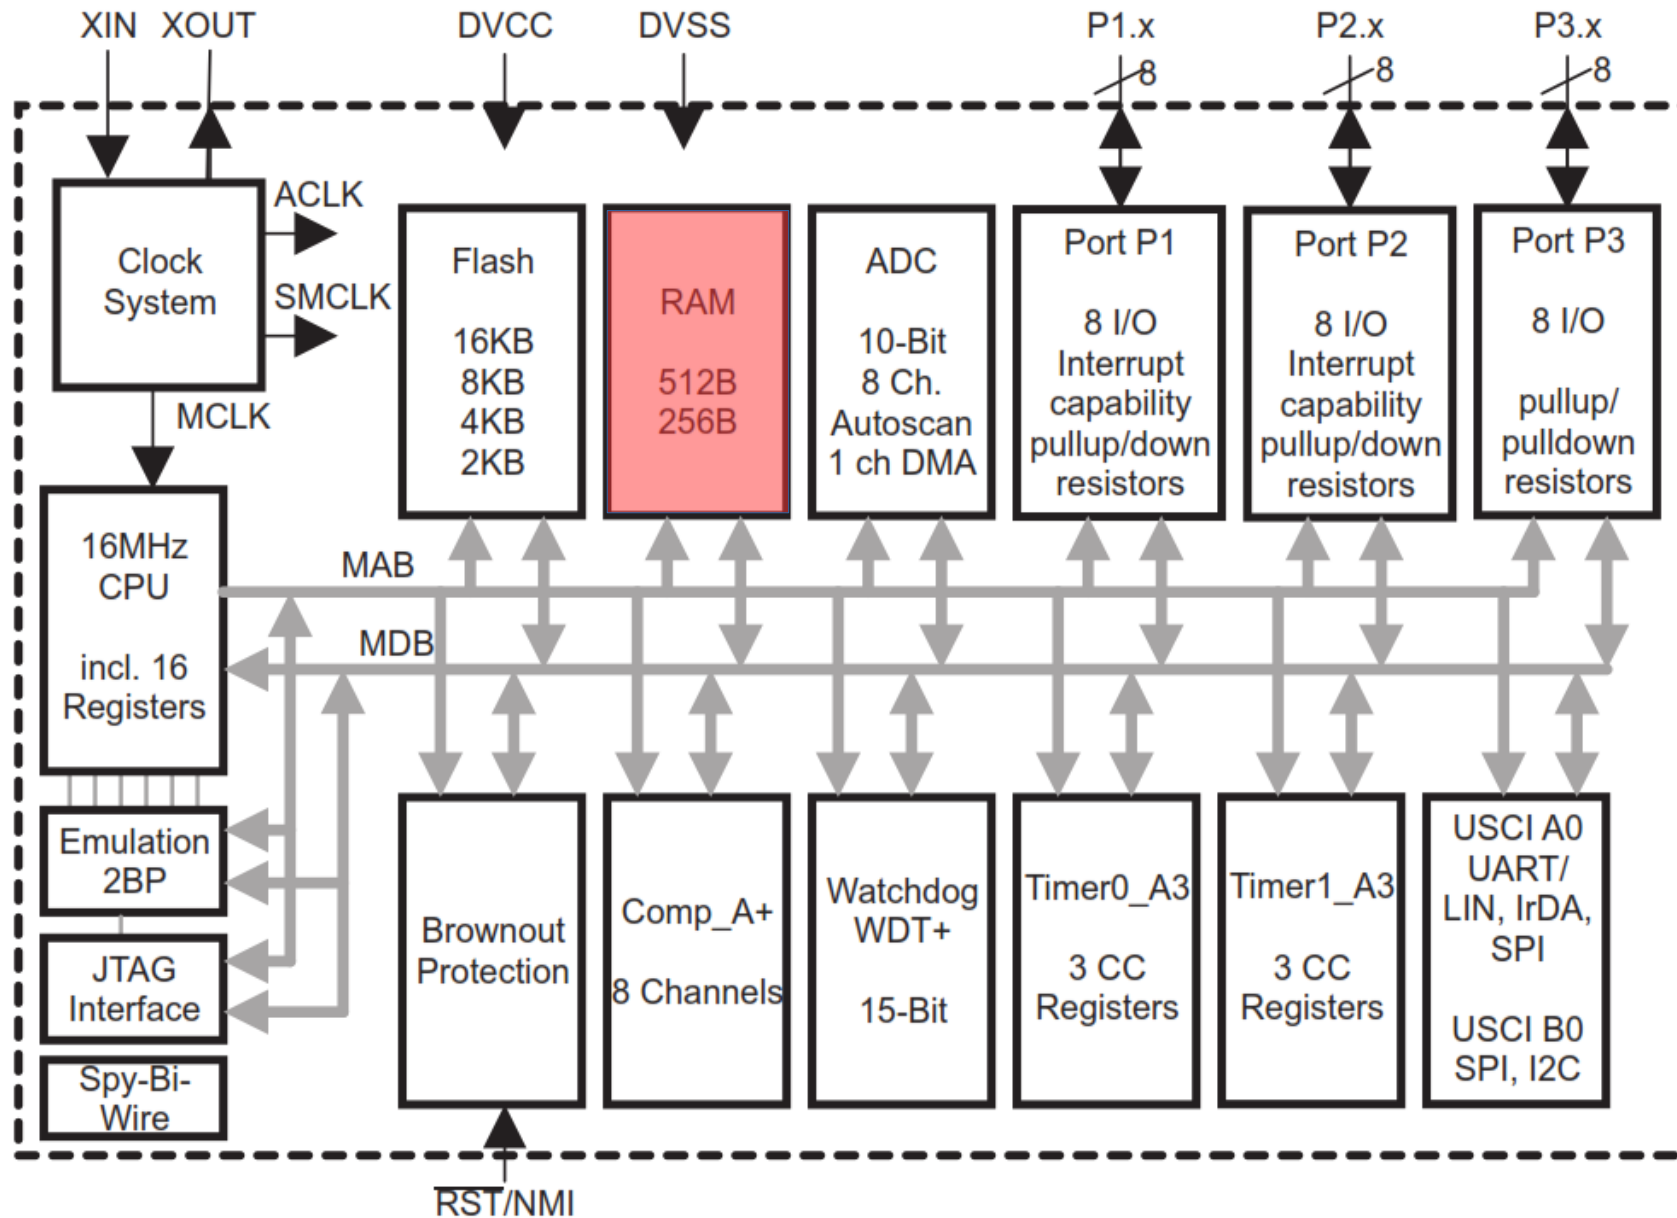 XIN
XOUT
DVCC
DVSS
P1.x
P2.x
P3.x
8
8
8
Clock
System
ACLK
SMCLK
MCLK
Flash
16KB
8KB
4KB
2KB
RAM
512B
256B
ADC
10-Bit
8 Ch.
Autoscan
1 ch DMA
Port P1
8 I/O
Interrupt
capability
pullup/down
resistors
Port P2
8 I/O
Interrupt
capability
pullup/down
resistors
Port P3
8 I/O
pullup/
pulldown
resistors
16MHz
CPU
incl. 16
Registers
MAB
MDB
Emulation
2BP
JTAG
Interface
Spy-Bi-
Wire
Brownout
Protection
Comp_A+
8 Channels
Watchdog
WDT+
15-Bit
Timer0_A3
3 CC
Registers
Timer1_A3
3 CC
Registers
USCI A0
UART/
LIN, IrDA,
SPI
USCI B0
SPI, I2C
RST/NMI